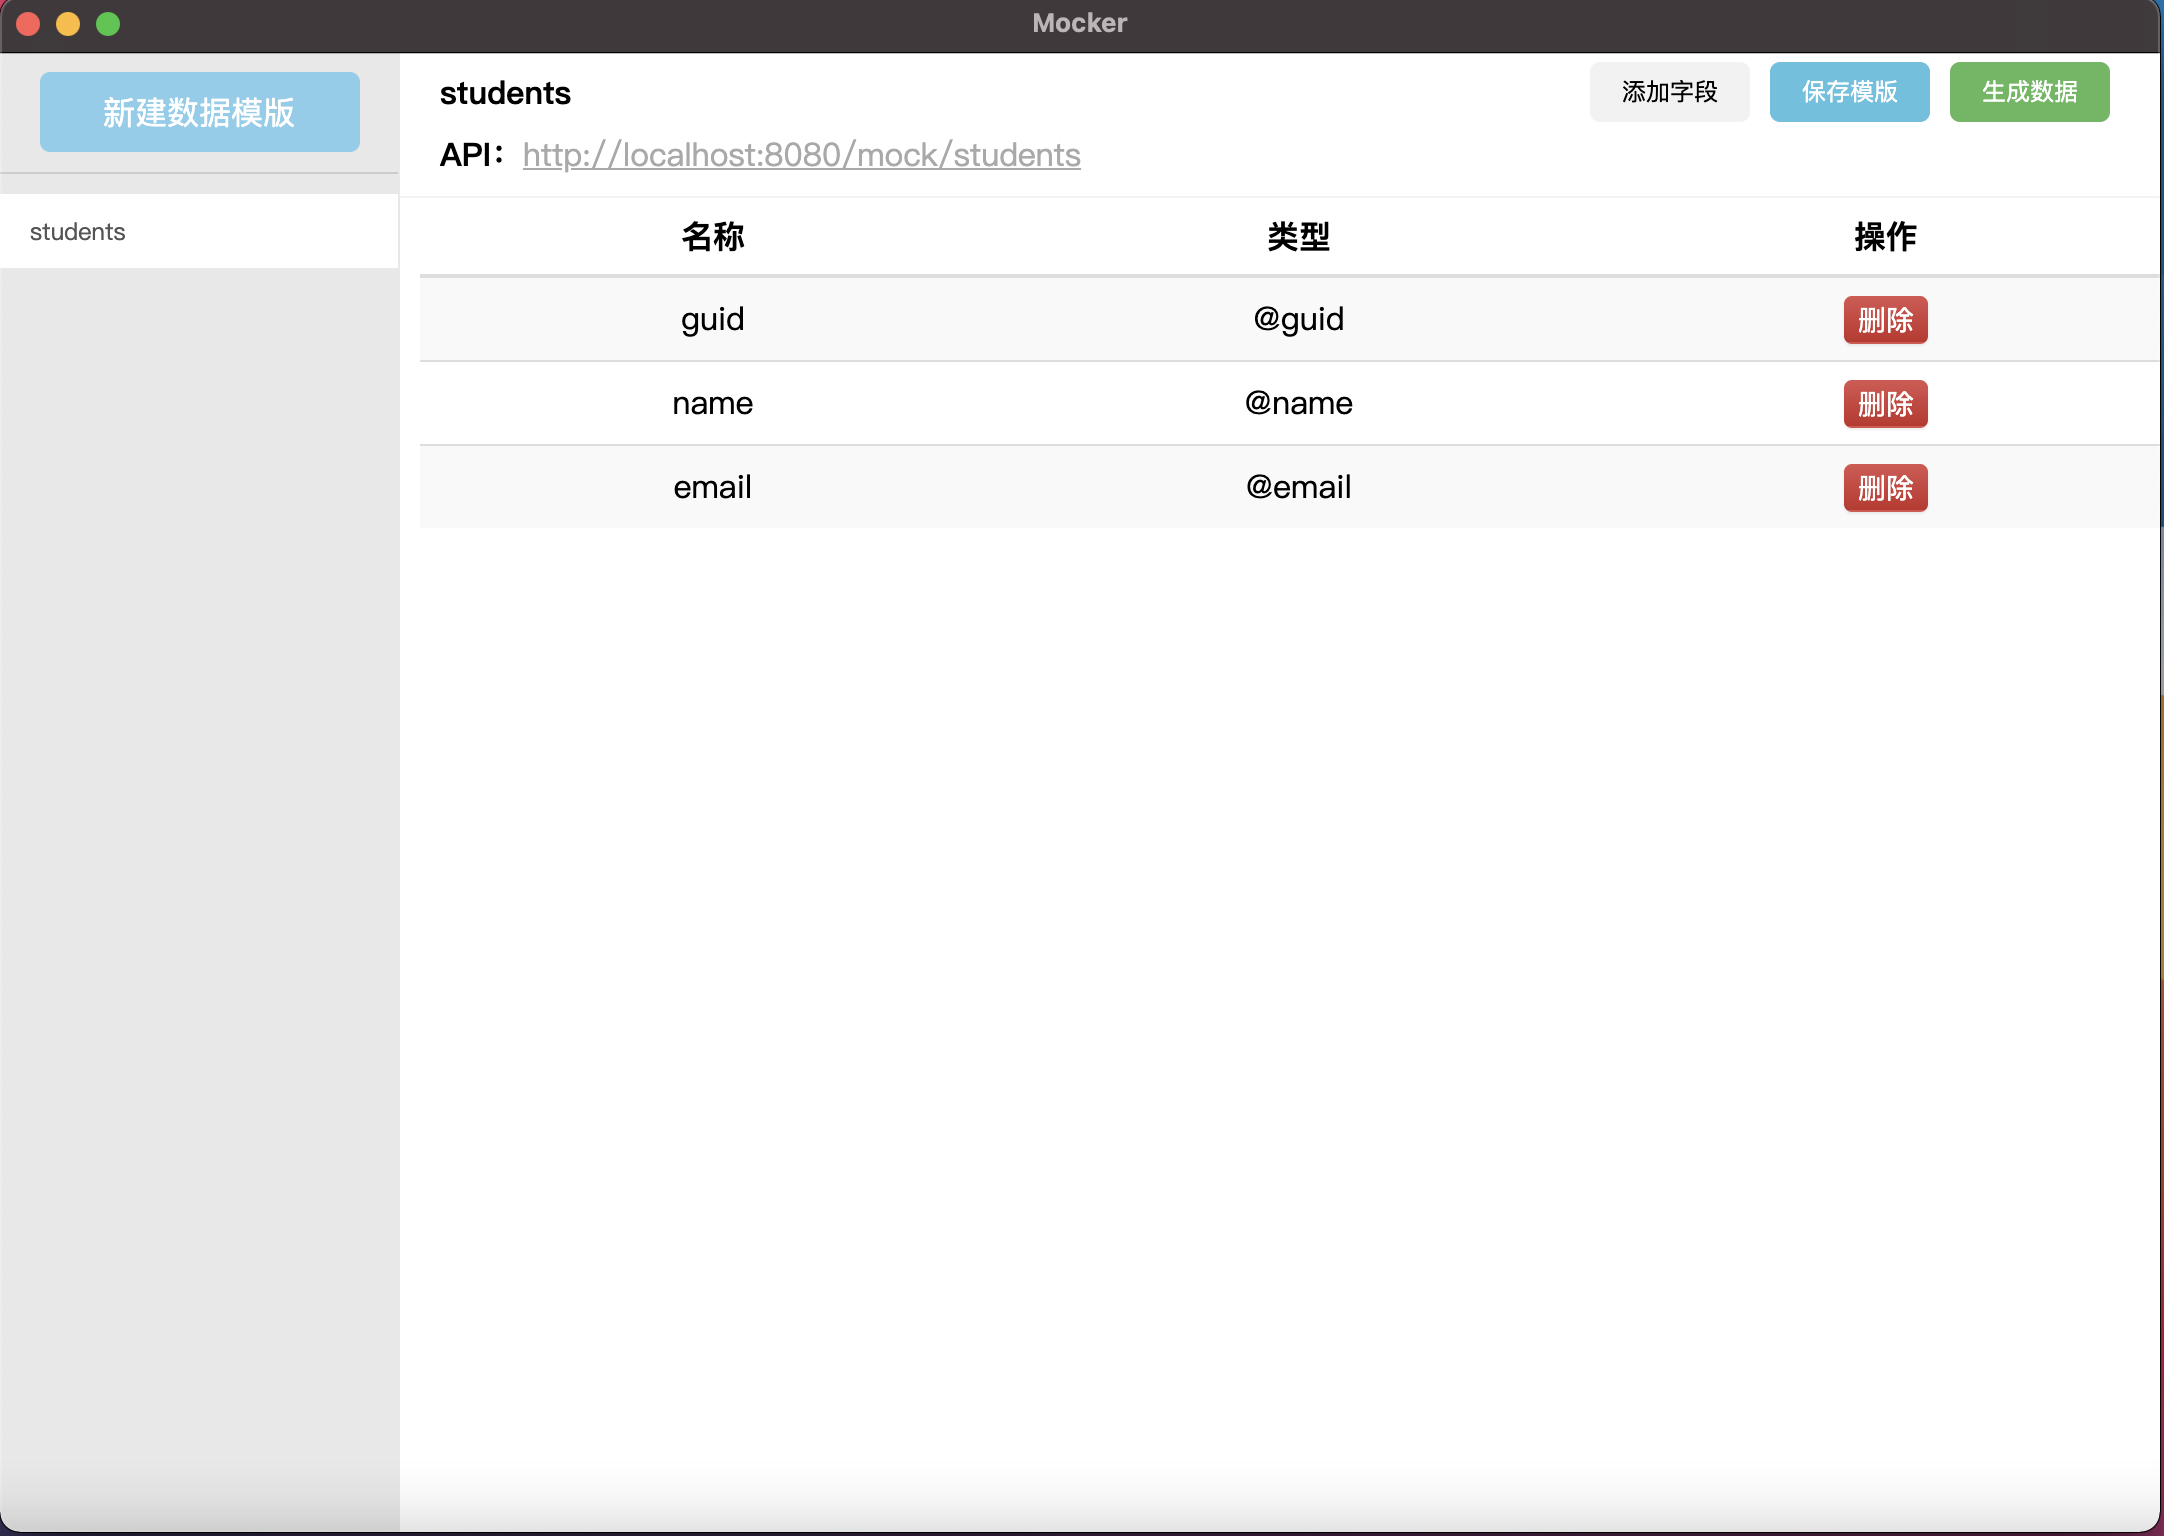 Mocker
新建数据模版
students
students
添加字段
保存模版
生成数据
API： http://localhost:8080/mock/students
名称 类型 操作
guid @guid 删除
name @name 删除
email @email 删除